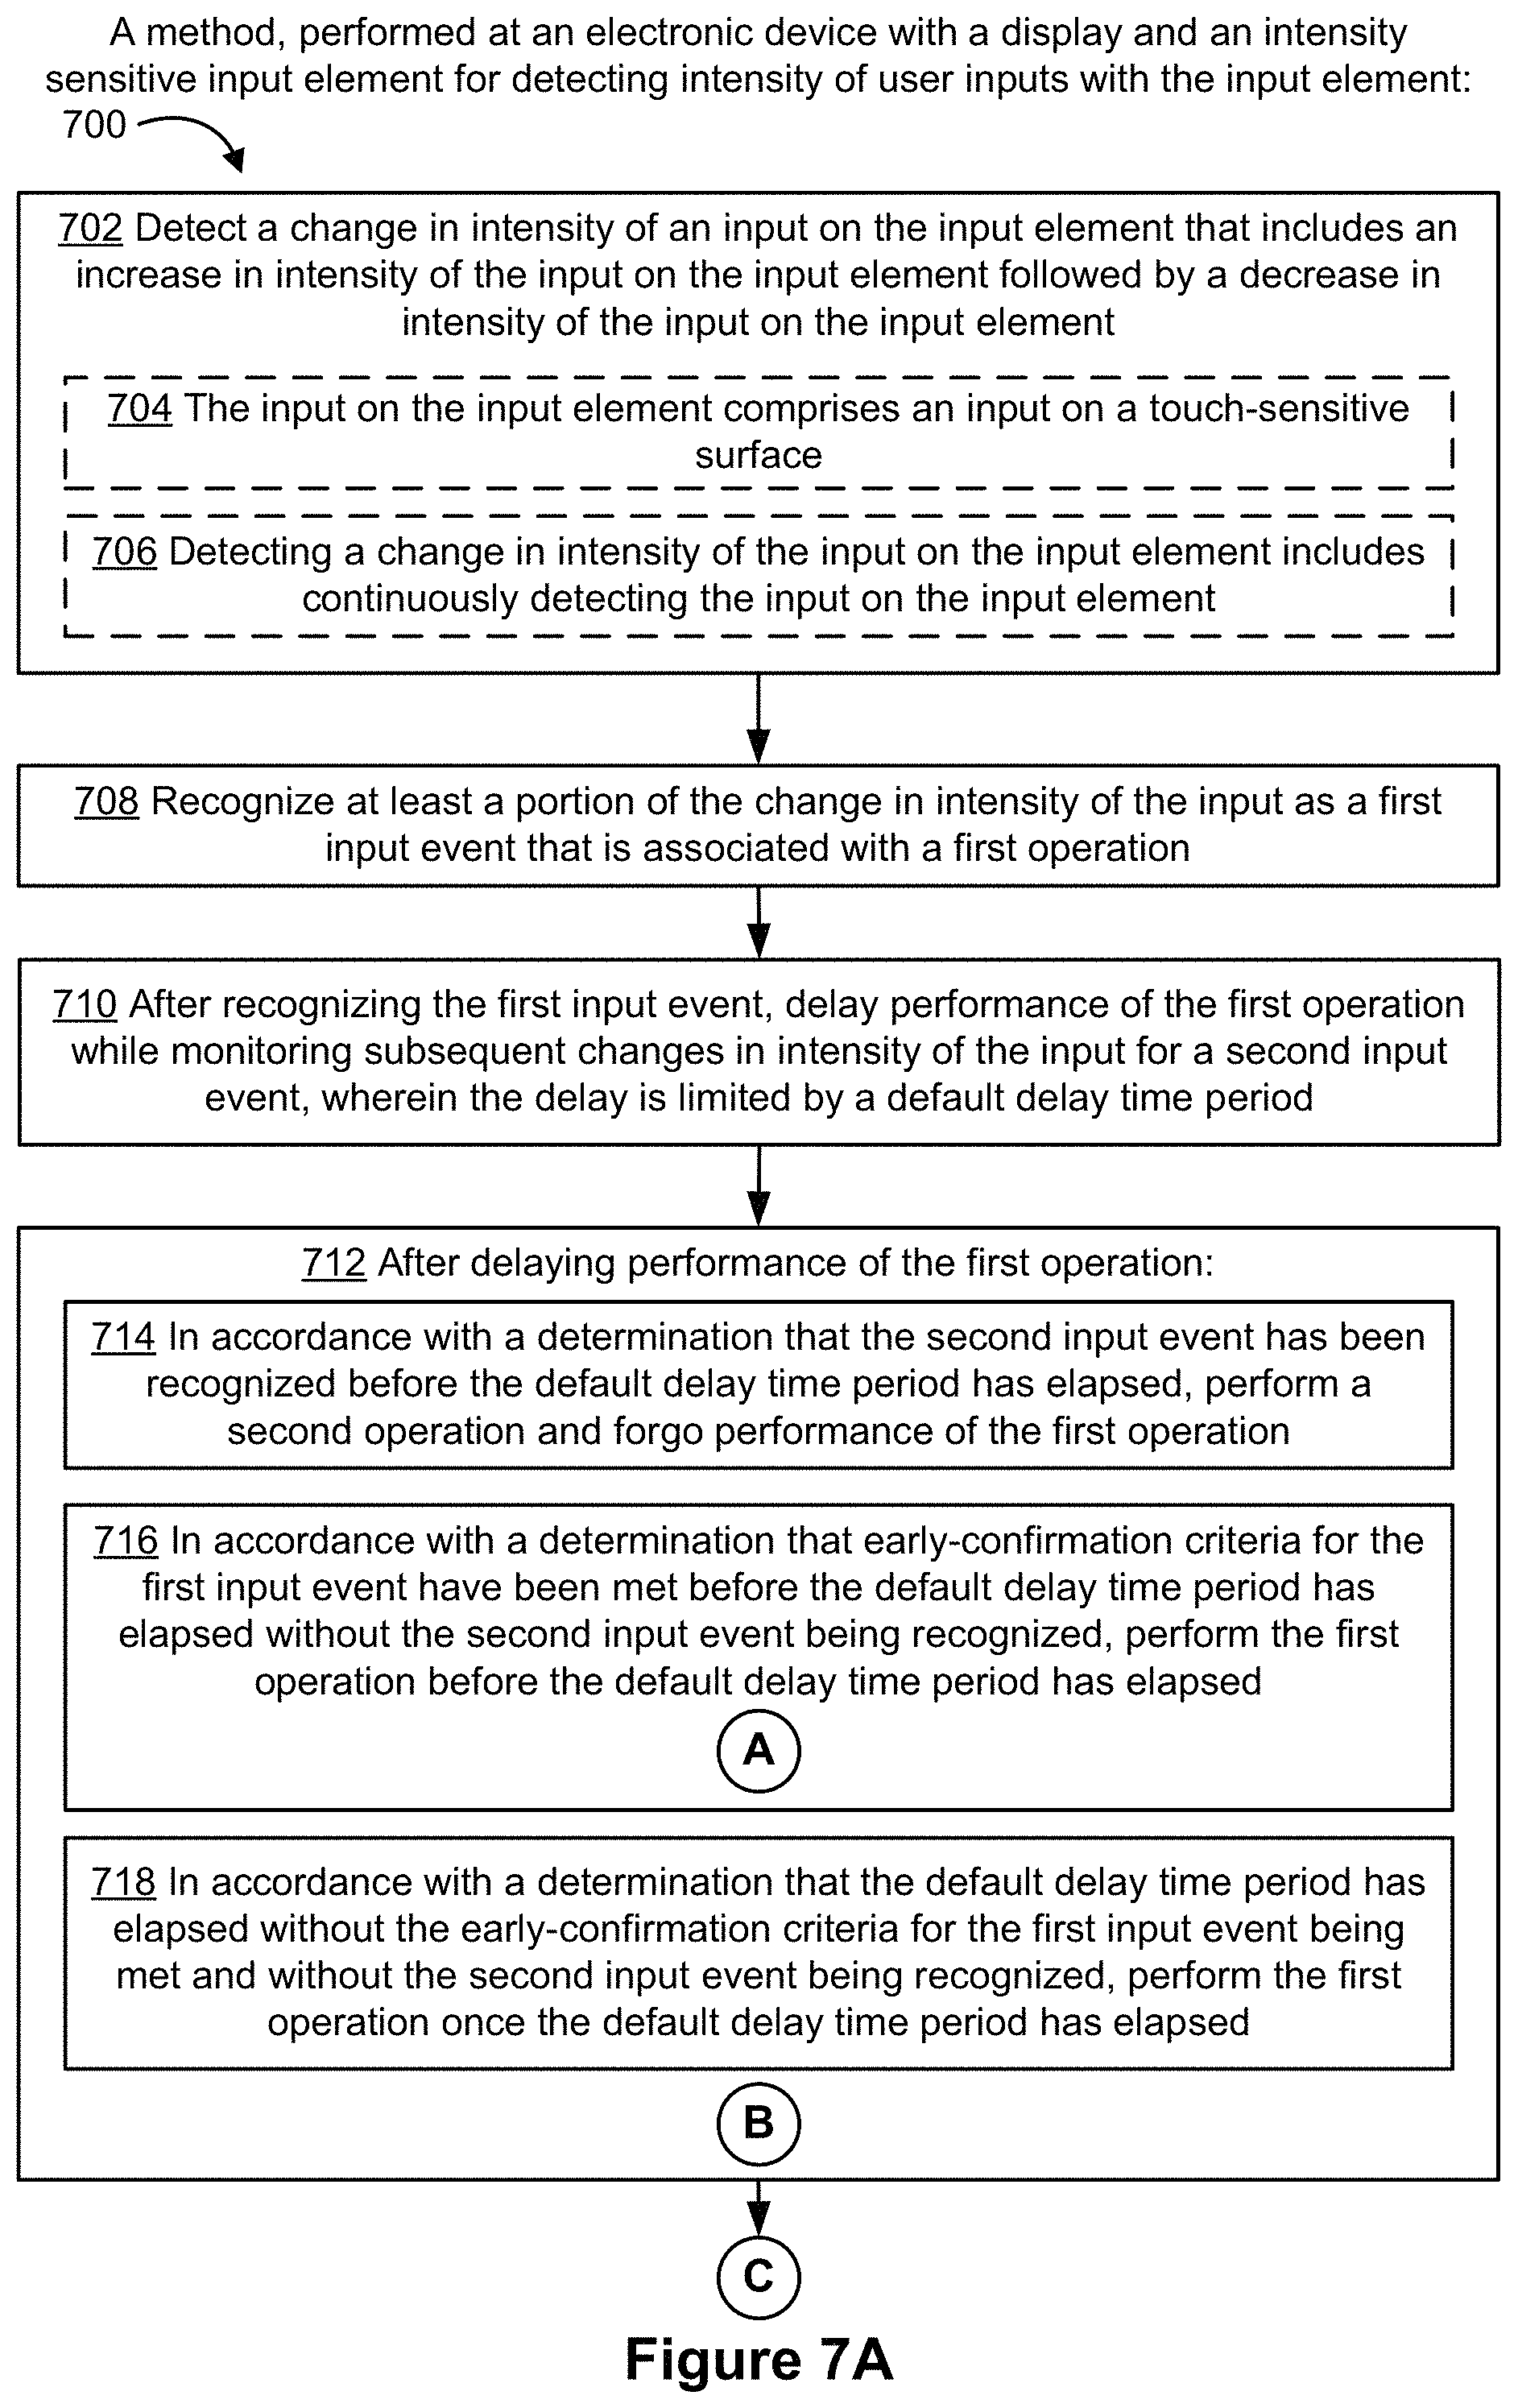 A method, performed at an electronic device with a display and an intensity
sensitive input element for detecting intensity of user inputs with the input element:
700
702 Detect a change in intensity of an input on the input element that includes an
increase in intensity of the input on the input element followed by a decrease in
intensity of the input on the input element
704 The input on the input element comprises an input on a touch-sensitive
surface
706 Detecting a change in intensity of the input on the input element includes
continuously detecting the input on the input element
708 Recognize at least a portion of the change in intensity of the input as a first
input event that is associated with a first operation
710 After recognizing the first input event, delay performance of the first operation
while monitoring subsequent changes in intensity of the input for a second input
event, wherein the delay is limited by a default delay time period
712 After delaying performance of the first operation:
714 In accordance with a determination that the second input event has been
recognized before the default delay time period has elapsed, perform a
second operation and forgo performance of the first operation
716 In accordance with a determination that early-confirmation criteria for the
first input event have been met before the default delay time period has
elapsed without the second input event being recognized, perform the first
operation before the default delay time period has elapsed
A
718 In accordance with a determination that the default delay time period has
elapsed without the early-confirmation criteria for the first input event being
met and without the second input event being recognized, perform the first
operation once the default delay time period has elapsed
B
C
Figure 7A